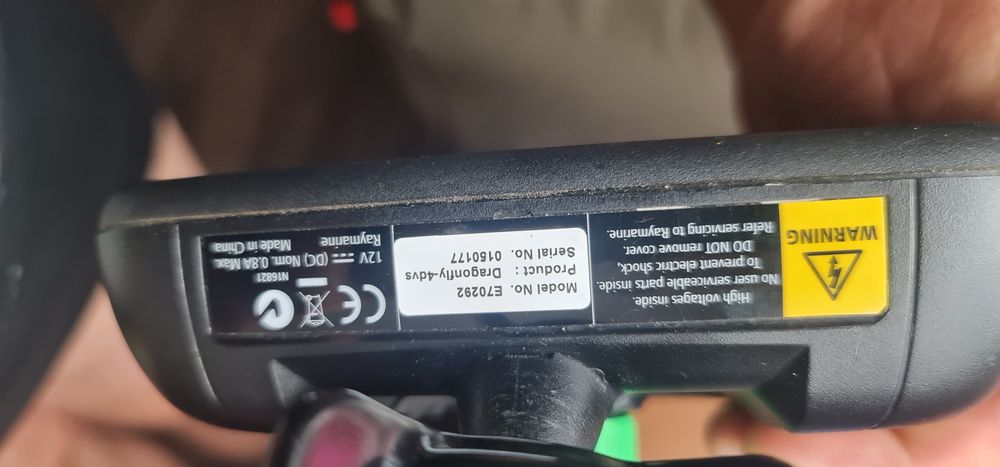 WARNING
High voltages inside.
No user serviceable parts inside.
To prevent electric shock.
DO NOT remove cover.
Refer servicing to Raymarine.
Model No. E70292
Product : Dragonfly-4dvs
Serial No. 0150177
CE
N16821
12V ⎓ (DC) Nom. 0.8A Max.
Raymarine Made in China